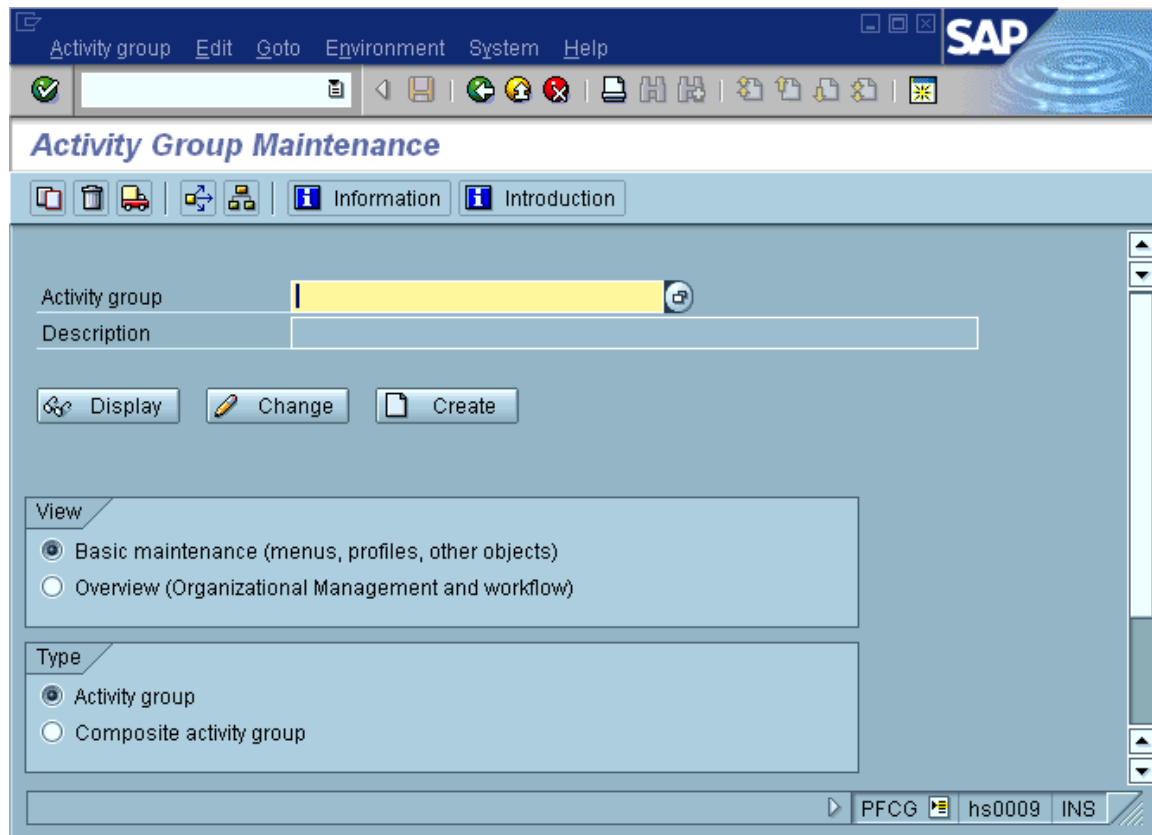 Activity group Edit Goto Environment System Help
SAP
Activity Group Maintenance
Information Introduction
Activity group
Description
Display Change Create
View
Basic maintenance (menus, profiles, other objects)
Overview (Organizational Management and workflow)
Type
Activity group
Composite activity group
PFCG hs0009 INS